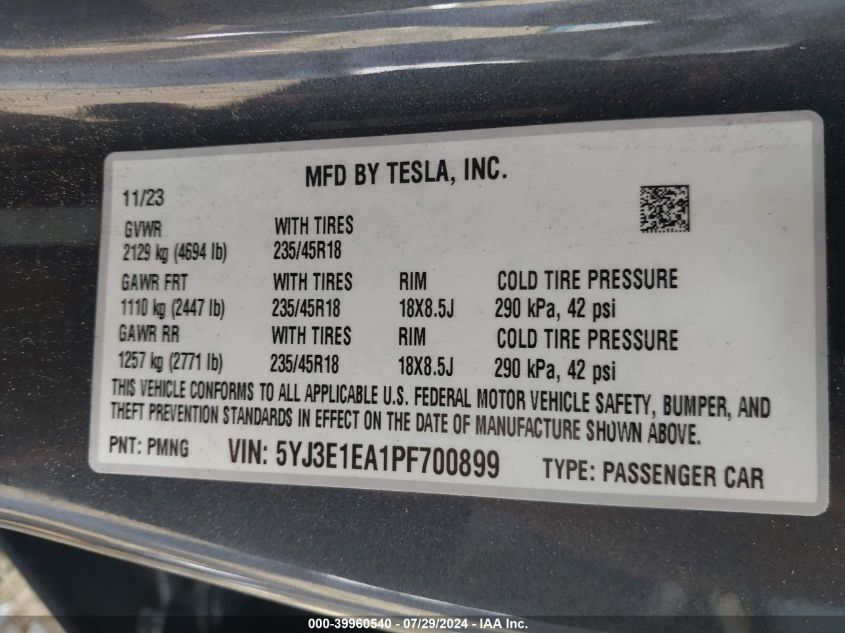 MFD BY TESLA, INC.
11/23
GVWR WITH TIRES
2129 kg (4694 lb) 235/45R18
GAWR FRT WITH TIRES RIM COLD TIRE PRESSURE
1110 kg (2447 lb) 235/45R18 18X8.5J 290 kPa, 42 psi
GAWR RR WITH TIRES RIM COLD TIRE PRESSURE
1257 kg (2771 lb) 235/45R18 18X8.5J 290 kPa, 42 psi
THIS VEHICLE CONFORMS TO ALL APPLICABLE U.S. FEDERAL MOTOR VEHICLE SAFETY, BUMPER, AND
THEFT PREVENTION STANDARDS IN EFFECT ON THE DATE OF MANUFACTURE SHOWN ABOVE.
PNT: PMNG VIN: 5YJ3E1EA1PF700899 TYPE: PASSENGER CAR
000-39960540 - 07/29/2024 - IAA Inc.